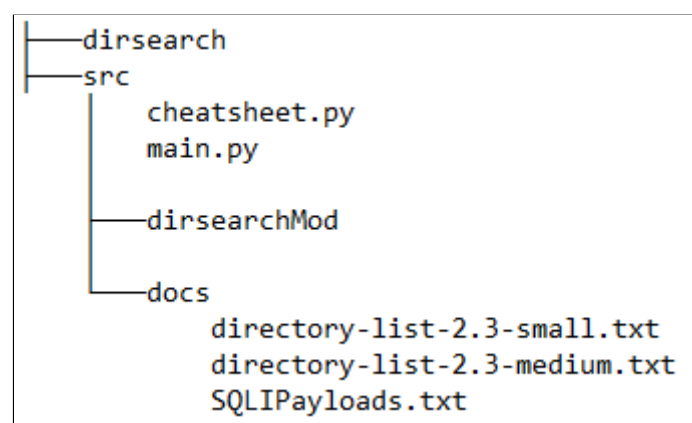 dirsearch
src
cheatsheet.py
main.py
dirsearchMod
docs
directory-list-2.3-small.txt
directory-list-2.3-medium.txt
SQLIPayloads.txt